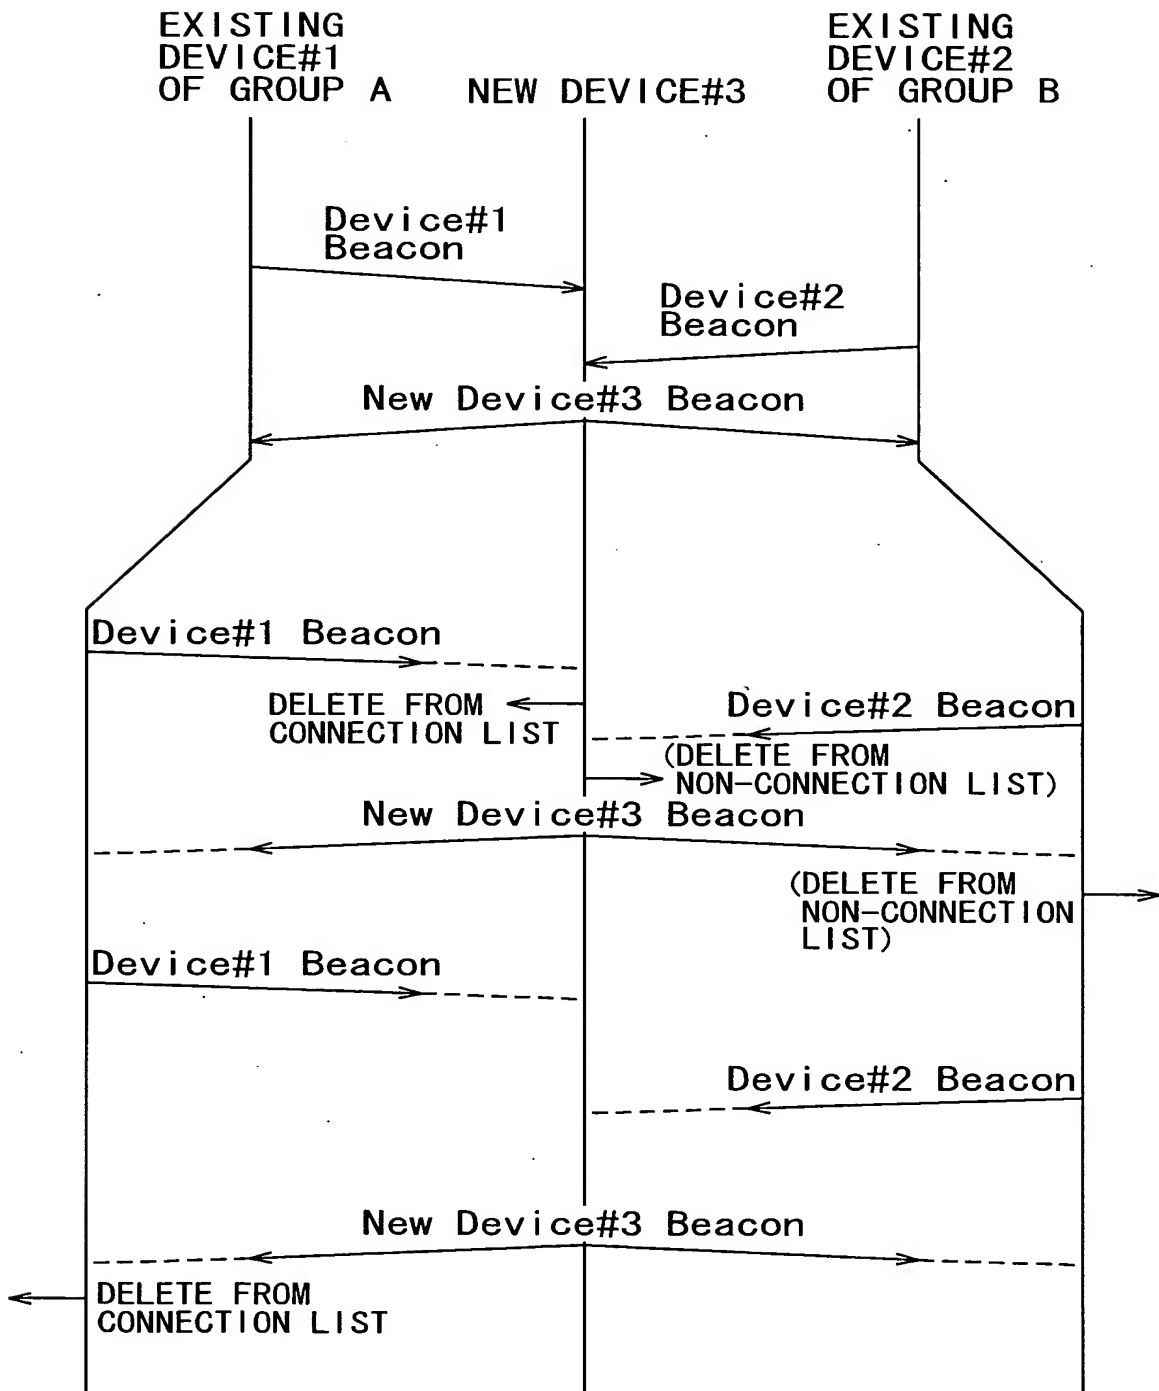 EXISTING
DEVICE#1
OF GROUP A
NEW DEVICE#3
EXISTING
DEVICE#2
OF GROUP B
Device#1
Beacon
Device#2
Beacon
New Device#3 Beacon
Device#1 Beacon
DELETE FROM
CONNECTION LIST
Device#2 Beacon
(DELETE FROM
NON-CONNECTION LIST)
New Device#3 Beacon
(DELETE FROM
NON-CONNECTION
LIST)
Device#1 Beacon
Device#2 Beacon
New Device#3 Beacon
DELETE FROM
CONNECTION LIST